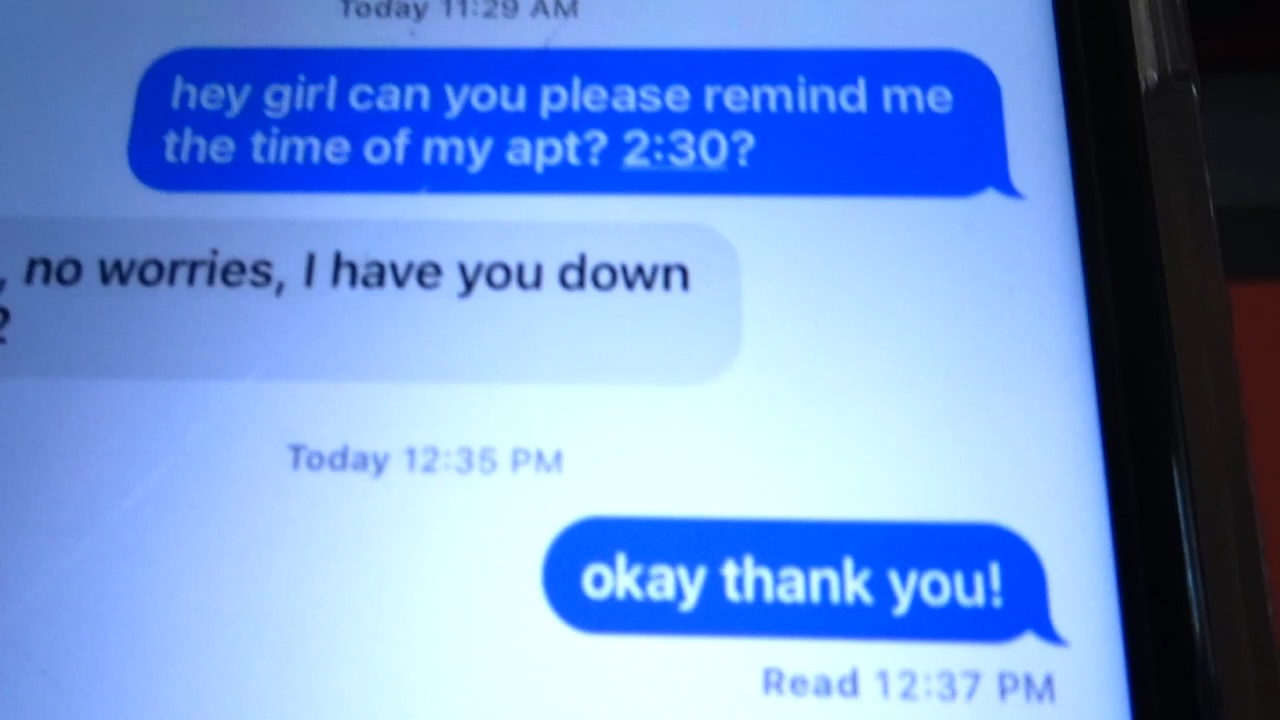 Today 11:29 AM
hey girl can you please remind me
the time of my apt? 2:30?
, no worries, I have you down
Today 12:35 PM
okay thank you!
Read 12:37 PM